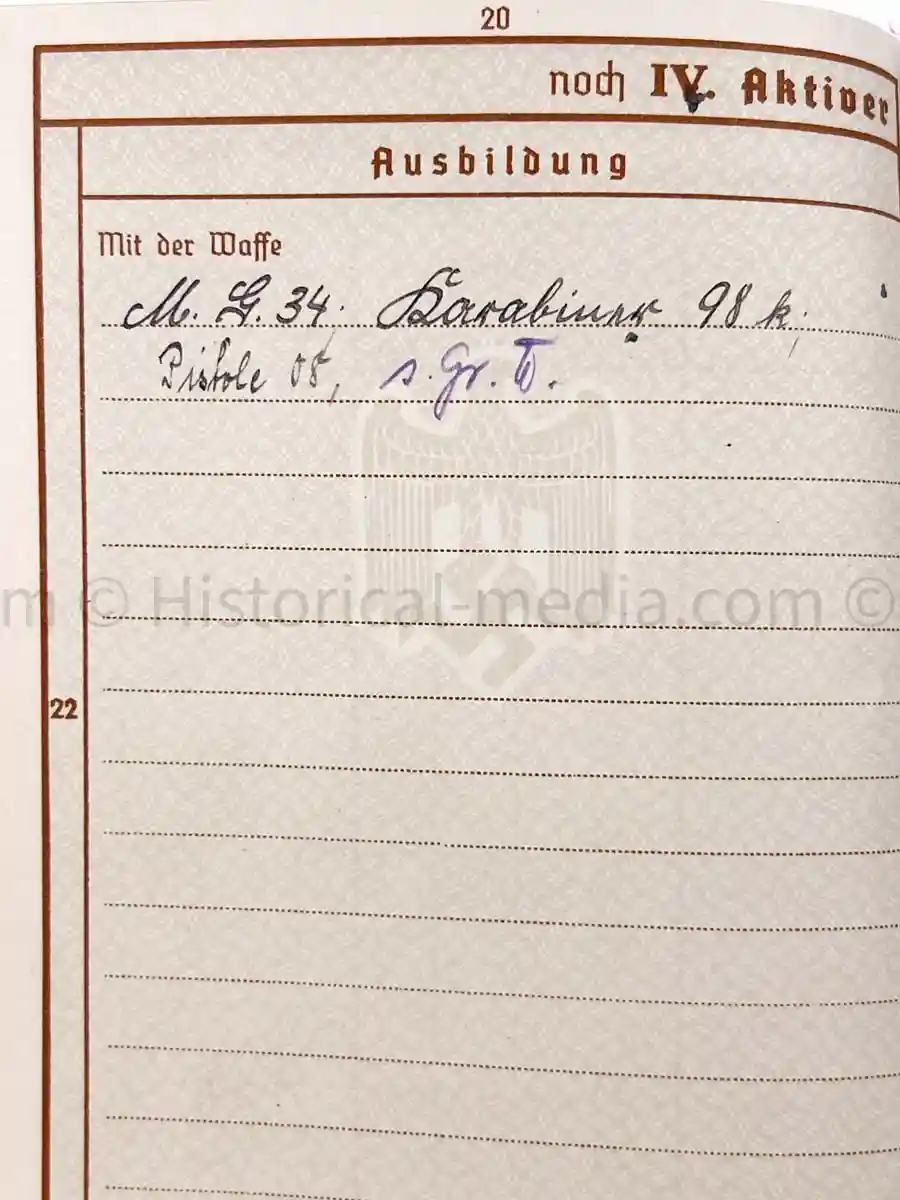 20
noch IV. Aktiver
Ausbildung
Mit der Waffe
M. G. 34; Karabiner 98 k;
Pistole 08, s. Gr. W.
m © Historical-media.com ©
22